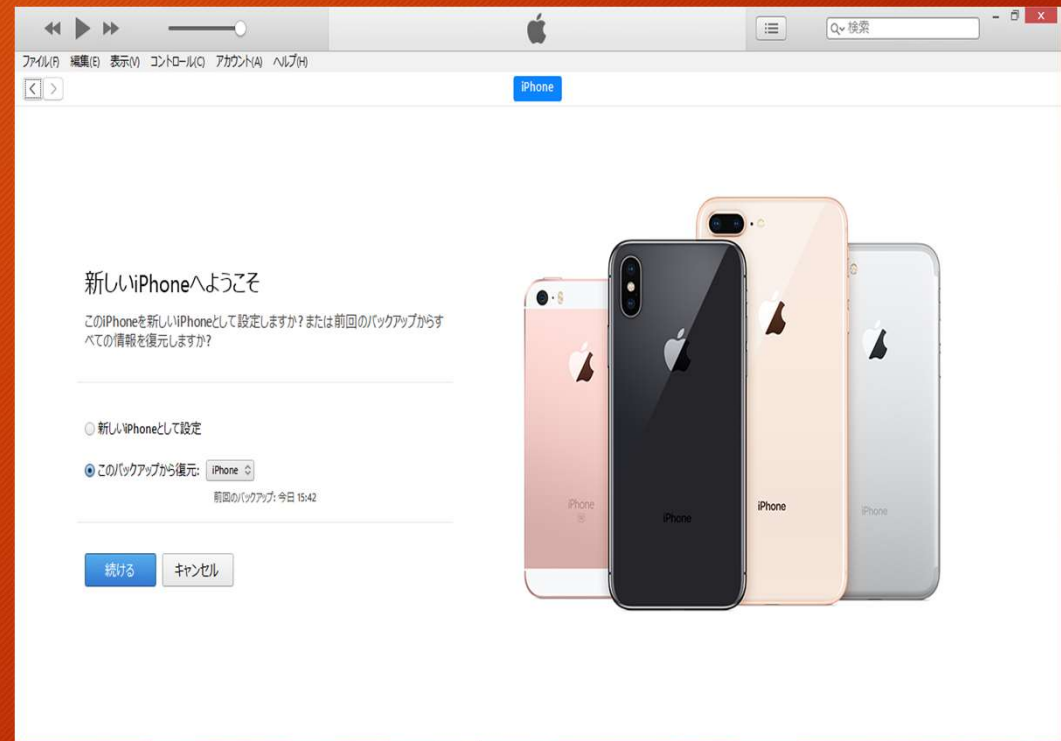 検索
ファイル(F) 編集(E) 表示(V) コントロール(C) アカウント(A) ヘルプ(H)
iPhone
新しいiPhoneへようこそ
このiPhoneを新しいiPhoneとして設定しますか?または前回のバックアップからす
べての情報を復元しますか?
新しいiPhoneとして設定
このバックアップから復元: iPhone
前回のバックアップ: 今日 15:42
続ける キャンセル
iPhone
iPhone
iPhone
iPhone